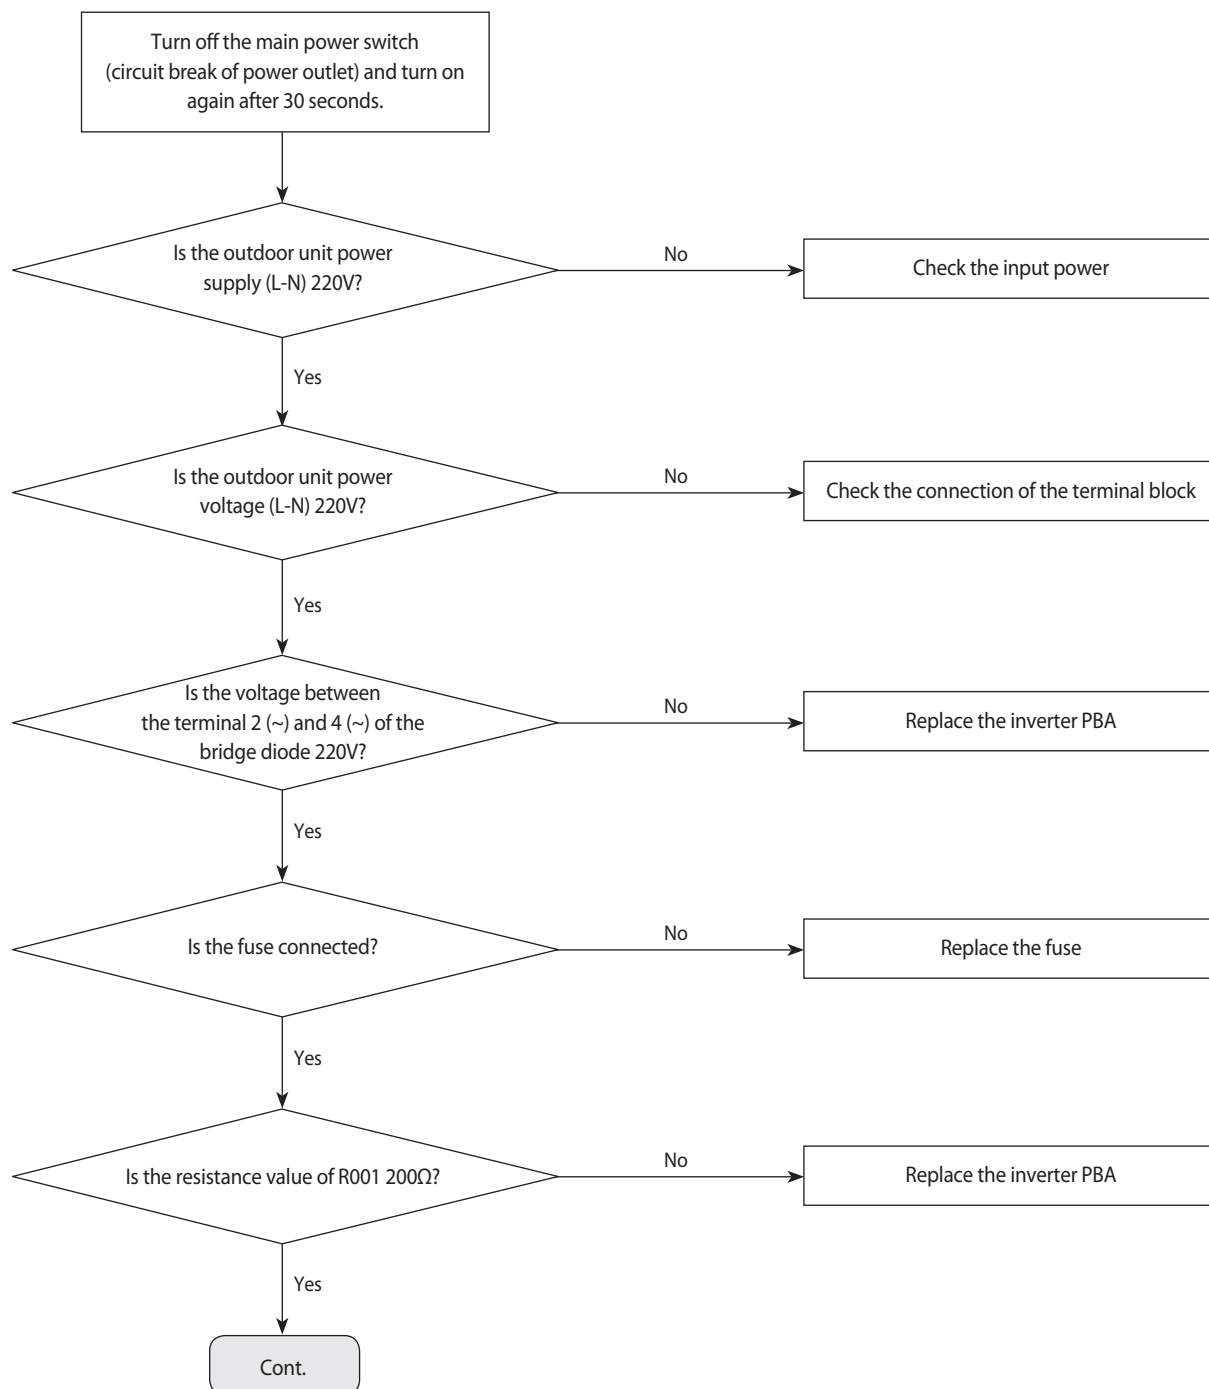 Turn off the main power switch
(circuit break of power outlet) and turn on
again after 30 seconds.
Is the outdoor unit power
supply (L-N) 220V?
No
Check the input power
Yes
Is the outdoor unit power
voltage (L-N) 220V?
No
Check the connection of the terminal block
Yes
Is the voltage between
the terminal 2 (~) and 4 (~) of the
bridge diode 220V?
No
Replace the inverter PBA
Yes
Is the fuse connected?
No
Replace the fuse
Yes
Is the resistance value of R001 200Ω?
No
Replace the inverter PBA
Yes
Cont.